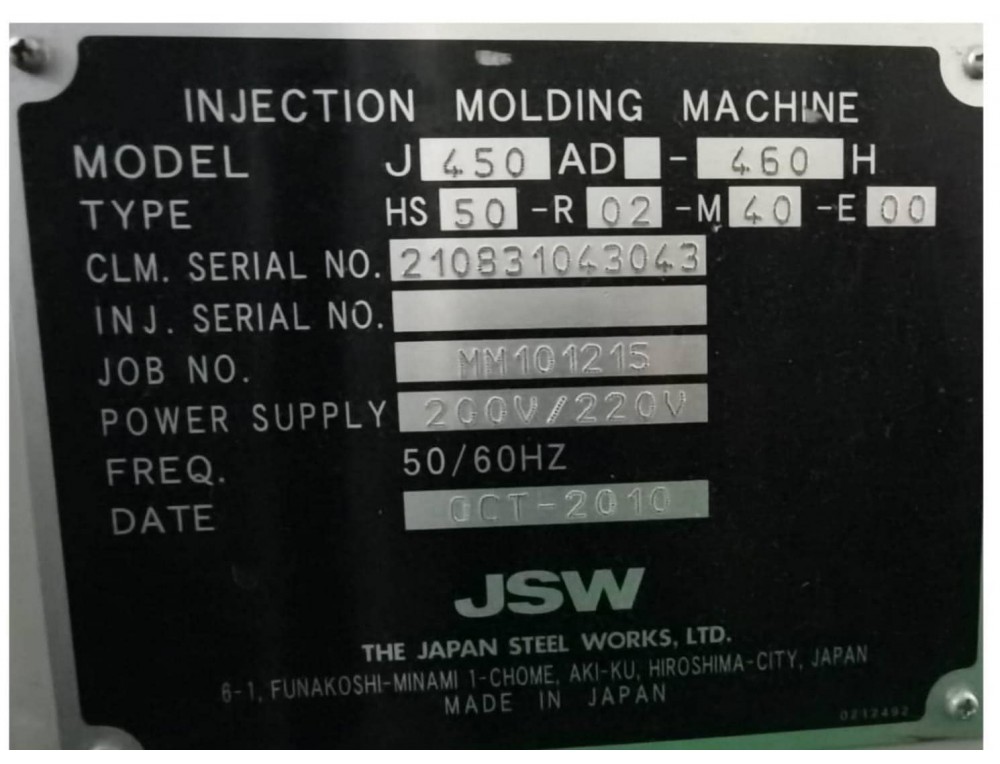 INJECTION MOLDING MACHINE
MODEL J 450 AD - 460 H
TYPE HS 50 -R 02 -M 40 -E 00
CLM. SERIAL NO. 210831043043
INJ. SERIAL NO.
JOB NO. MM101215
POWER SUPPLY 200V/220V
FREQ. 50/60HZ
DATE OCT-2010
JSW
THE JAPAN STEEL WORKS, LTD.
6-1, FUNAKOSHI-MINAMI 1-CHOME, AKI-KU, HIROSHIMA-CITY, JAPAN
MADE IN JAPAN
0212492